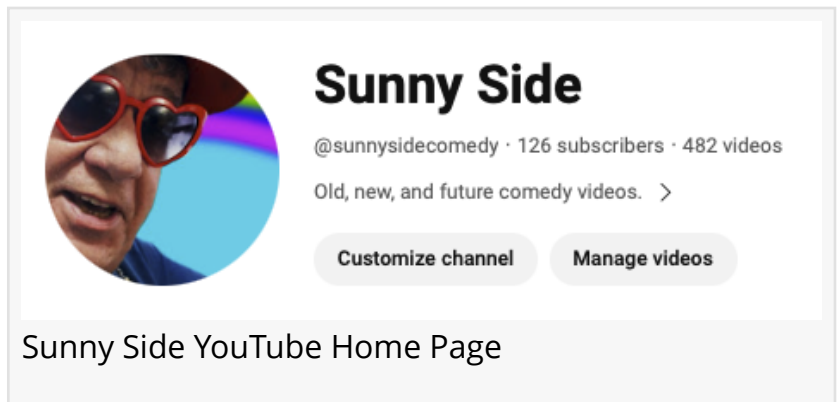 Sunny Side
@sunnysidecomedy · 126 subscribers · 482 videos
Old, new, and future comedy videos.
Customize channel Manage videos
Sunny Side YouTube Home Page